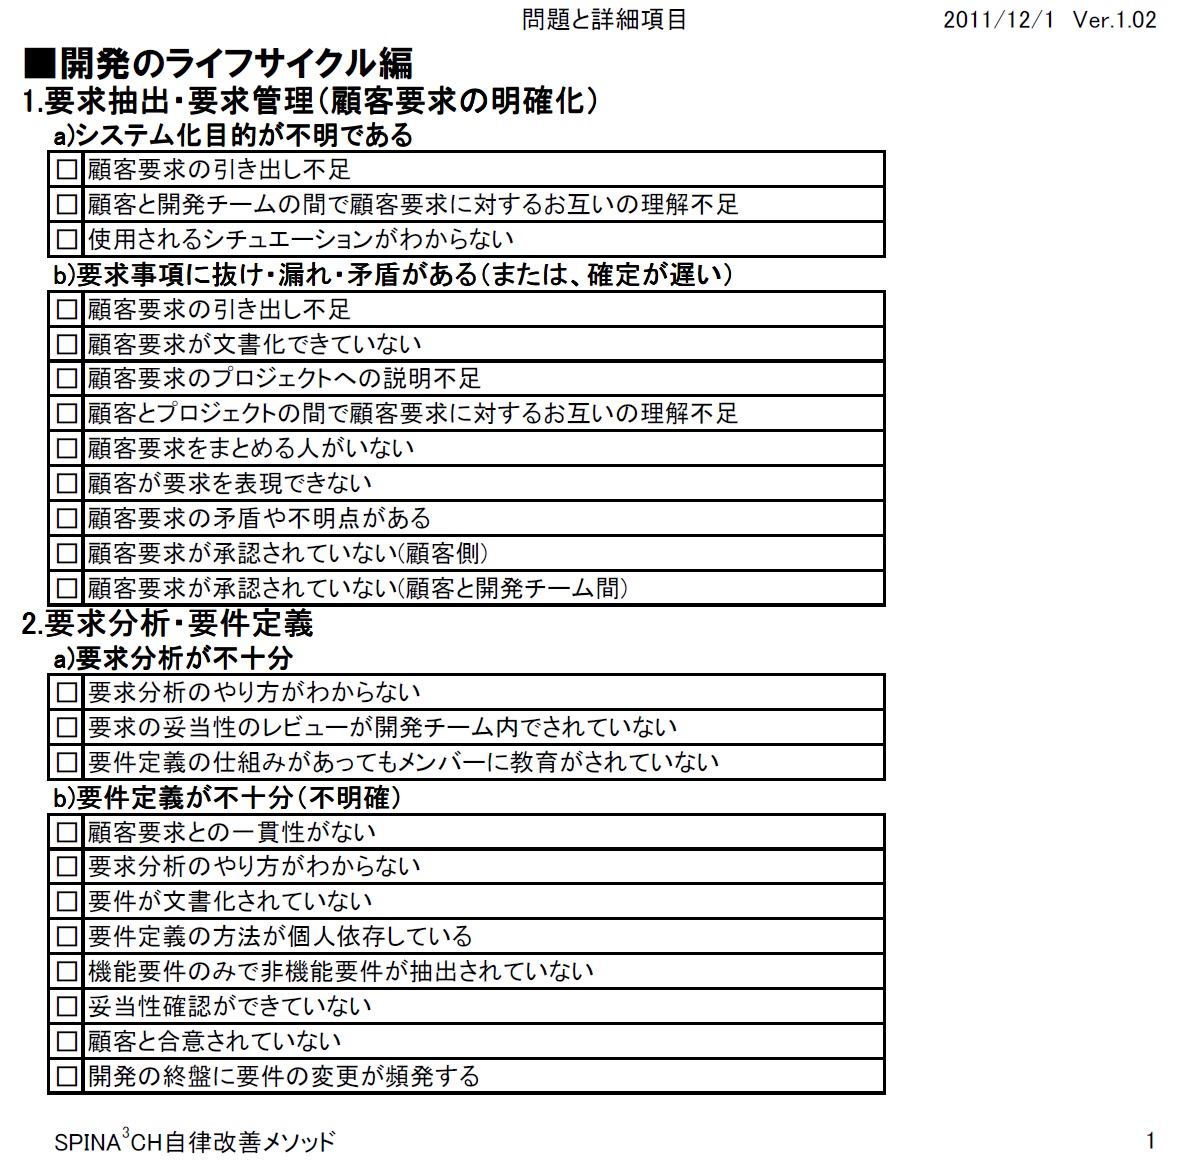 問題と詳細項目 2011/12/1 Ver.1.02
■開発のライフサイクル編
1.要求抽出・要求管理(顧客要求の明確化)
a)システム化目的が不明である
□ 顧客要求の引き出し不足
□ 顧客と開発チームの間で顧客要求に対するお互いの理解不足
□ 使用されるシチュエーションがわからない
b)要求事項に抜け・漏れ・矛盾がある(または、確定が遅い)
□ 顧客要求の引き出し不足
□ 顧客要求が文書化できていない
□ 顧客要求のプロジェクトへの説明不足
□ 顧客とプロジェクトの間で顧客要求に対するお互いの理解不足
□ 顧客要求をまとめる人がいない
□ 顧客が要求を表現できない
□ 顧客要求の矛盾や不明点がある
□ 顧客要求が承認されていない(顧客側)
□ 顧客要求が承認されていない(顧客と開発チーム間)
2.要求分析・要件定義
a)要求分析が不十分
□ 要求分析のやり方がわからない
□ 要求の妥当性のレビューが開発チーム内でされていない
□ 要件定義の仕組みがあってもメンバーに教育がされていない
b)要件定義が不十分(不明確)
□ 顧客要求との一貫性がない
□ 要求分析のやり方がわからない
□ 要件が文書化されていない
□ 要件定義の方法が個人依存している
□ 機能要件のみで非機能要件が抽出されていない
□ 妥当性確認ができていない
□ 顧客と合意されていない
□ 開発の終盤に要件の変更が頻発する
SPINA³CH自律改善メソッド 1